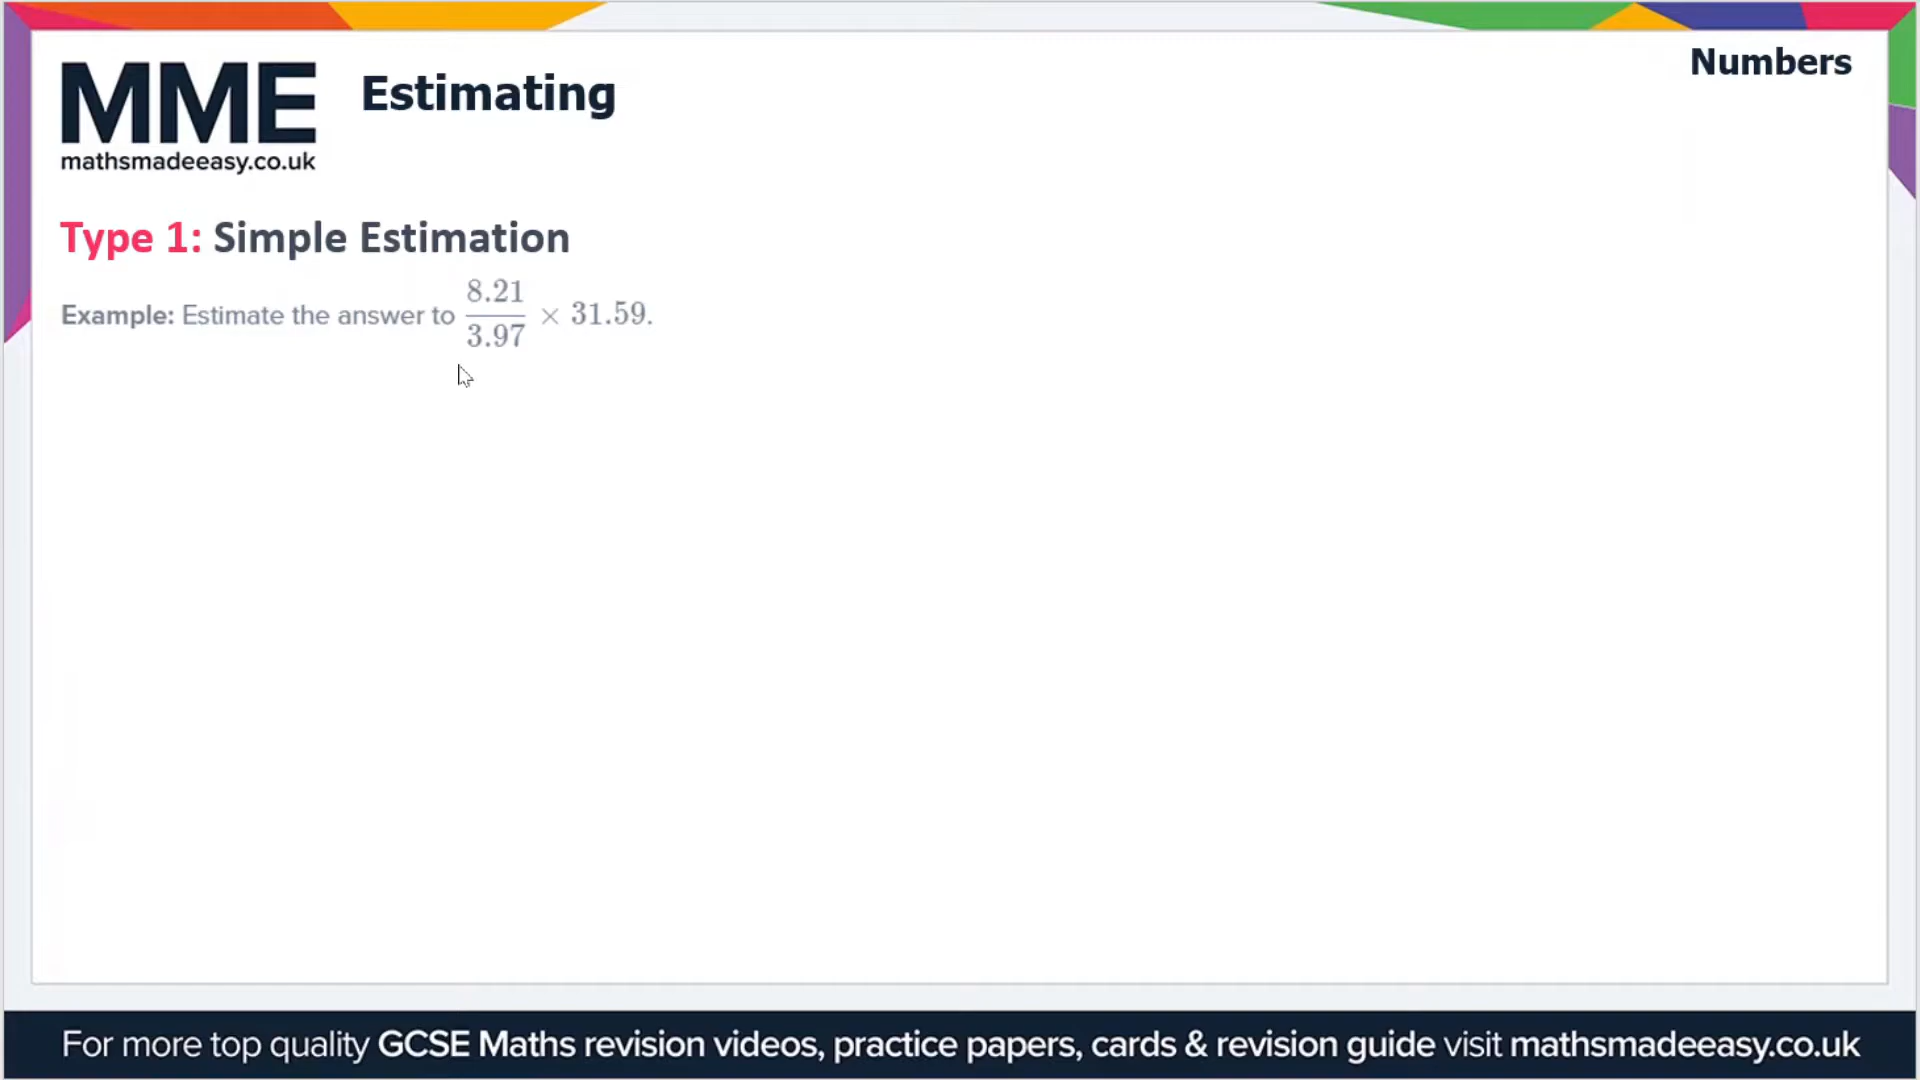 Numbers
MME
mathsmadeeasy.co.uk
Estimating
Type 1: Simple Estimation
Example: Estimate the answer to 8.21/3.97 × 31.59.
For more top quality GCSE Maths revision videos, practice papers, cards & revision guide visit mathsmadeeasy.co.uk